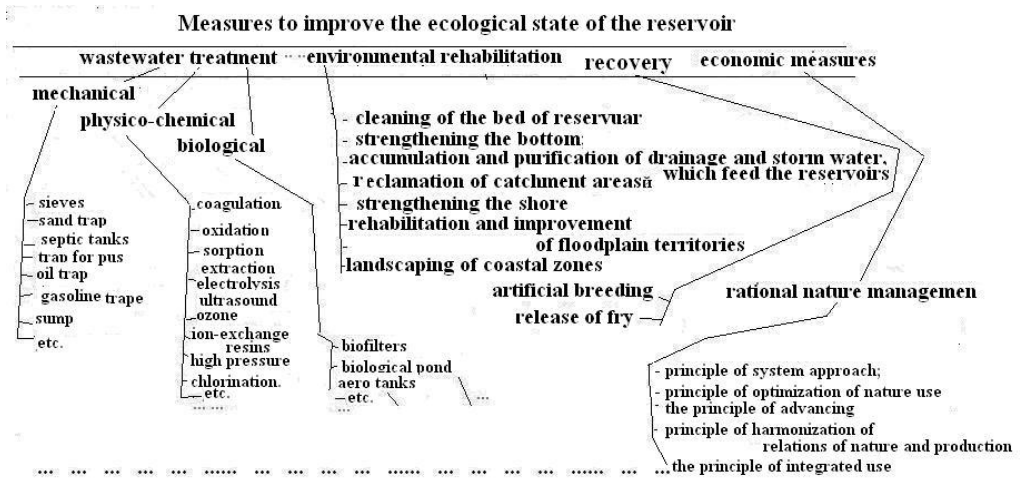 Measures to improve the ecological state of the reservoir
wastewater treatment ... environmental rehabilitation recovery economic measures
mechanical
physico-chemical
biological
- sieves
sand trap
septic tanks
trap for pus
oil trap
gasoline trape
sump
etc.
coagulation
oxidation
sorption
extraction
electrolysis
ultrasound
ozone
ion-exchange
resins
high pressure
chlorination.
etc.
... ...
- biofilters
biological pond
aero tanks
etc.
...
...
- cleaning of the bed of reservuar
- strengthening the bottom;
accumulation and purification of drainage and storm water,
which feed the reservoirs
reclamation of catchment areasй
- strengthening the shore
rehabilitation and improvement
of floodplain territories
landscaping of coastal zones
artificial breeding
release of fry
rational nature managemen
- principle of system approach;
- principle of optimization of nature use
the principle of advancing
- principle of harmonization of
relations of nature and production
the principle of integrated use
... ... ... ... ... ...... ... ... ... ... ...... ... ... ... ... ...... ... ...